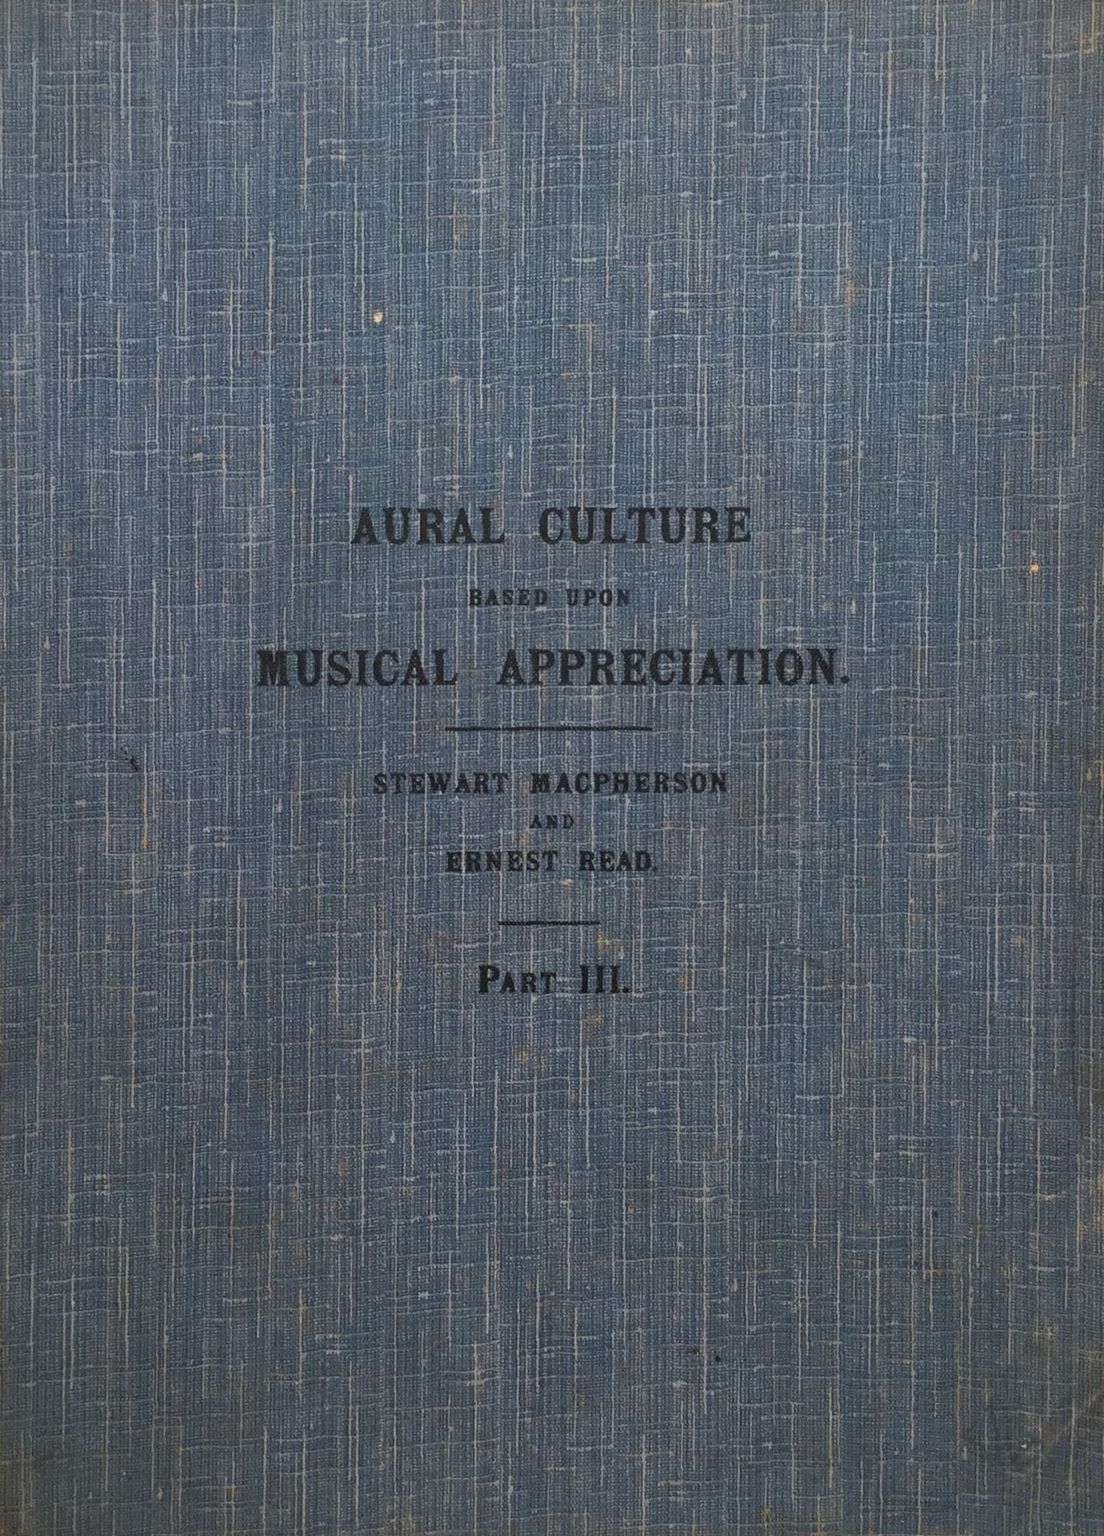 AURAL CULTURE
BASED UPON
MUSICAL APPRECIATION.
STEWART MACPHERSON
AND
ERNEST READ.
PART III.